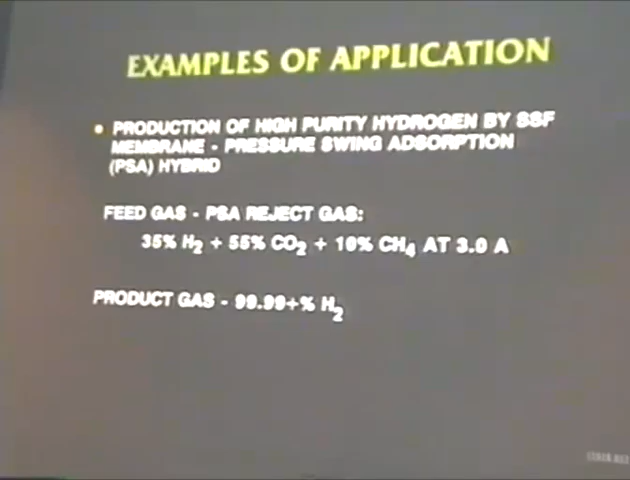 EXAMPLES OF APPLICATION
• PRODUCTION OF HIGH PURITY HYDROGEN BY SSF
MEMBRANE - PRESSURE SWING ADSORPTION
(PSA) HYBRID
FEED GAS - PSA REJECT GAS:
35% H₂ + 55% CO₂ + 10% CH₄ AT 3.0 A
PRODUCT GAS - 99.99+% H₂